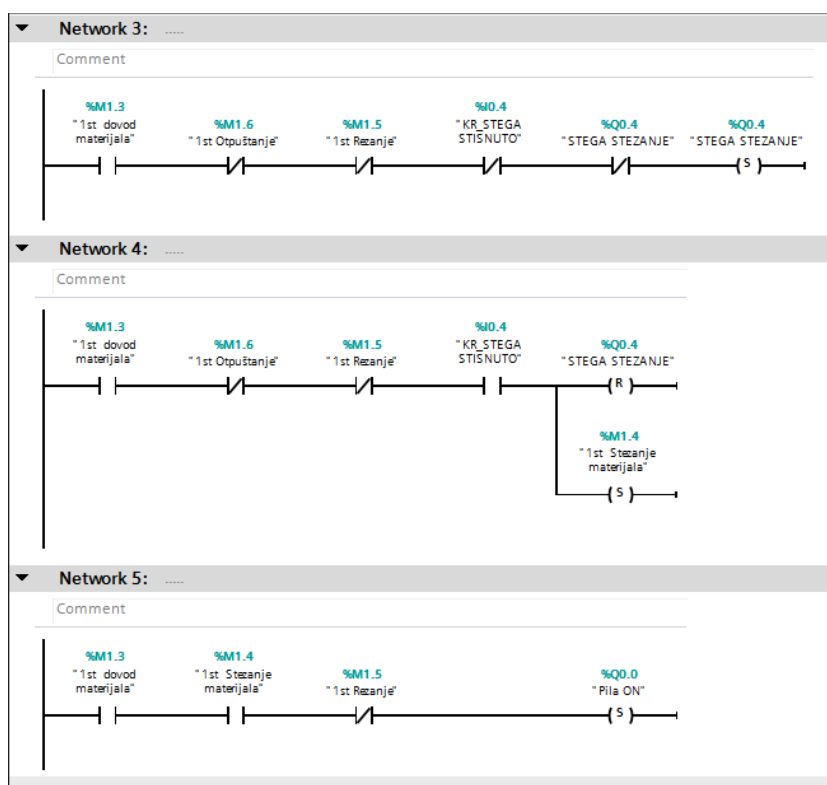 Network 3: .....
Comment
%M1.3
"1st dovod
materijala"
%M1.6
"1st Otpuštanje"
%M1.5
"1st Rezanje"
%I0.4
"KR_STEGA
STISNUTO"
%Q0.4
"STEGA STEZANJE"
%Q0.4
"STEGA STEZANJE"
S
Network 4: .....
Comment
%M1.3
"1st dovod
materijala"
%M1.6
"1st Otpuštanje"
%M1.5
"1st Rezanje"
%I0.4
"KR_STEGA
STISNUTO"
%Q0.4
"STEGA STEZANJE"
R
%M1.4
"1st Stezanje
materijala"
S
Network 5: .....
Comment
%M1.3
"1st dovod
materijala"
%M1.4
"1st Stezanje
materijala"
%M1.5
"1st Rezanje"
%Q0.0
"Pila ON"
S